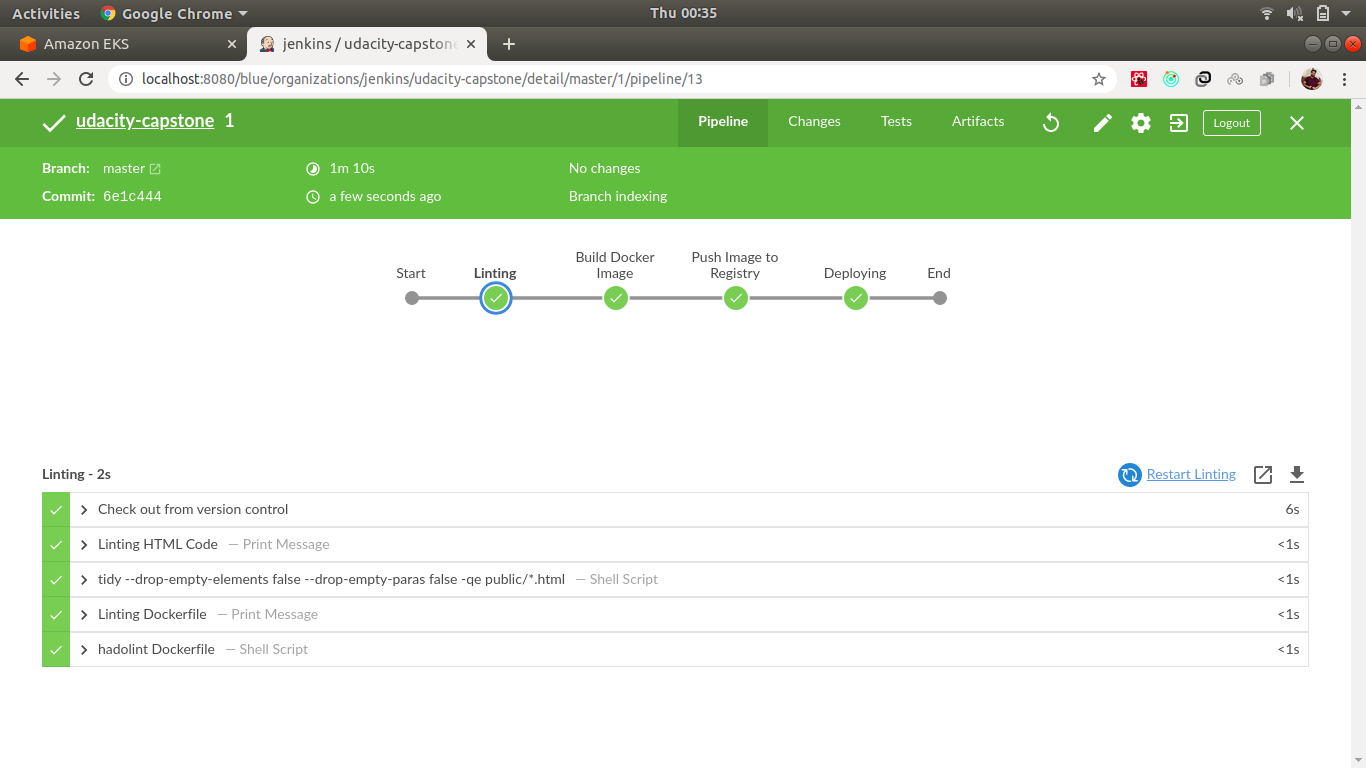 Activities Google Chrome Thu 00:35
Amazon EKS jenkins / udacity-capstone
localhost:8080/blue/organizations/jenkins/udacity-capstone/detail/master/1/pipeline/13
udacity-capstone 1 Pipeline Changes Tests Artifacts Logout
Branch: master 1m 10s No changes
Commit: 6e1c444 a few seconds ago Branch indexing
Build Docker Push Image to
Start Linting Image Registry Deploying End
Linting - 2s Restart Linting
Check out from version control 6s
Linting HTML Code — Print Message <1s
tidy --drop-empty-elements false --drop-empty-paras false -qe public/*.html — Shell Script <1s
Linting Dockerfile — Print Message <1s
hadolint Dockerfile — Shell Script <1s